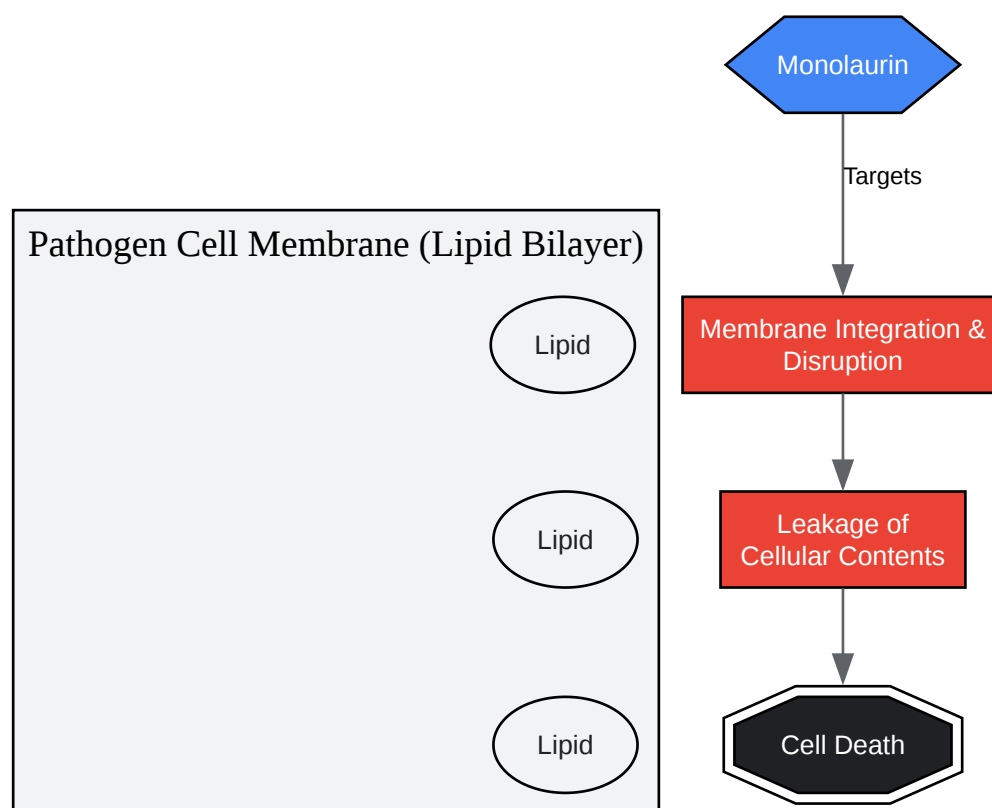 Monolaurin
Targets
Pathogen Cell Membrane (Lipid Bilayer)
Lipid
Membrane Integration &
Disruption
Lipid
Leakage of
Cellular Contents
Lipid
Cell Death